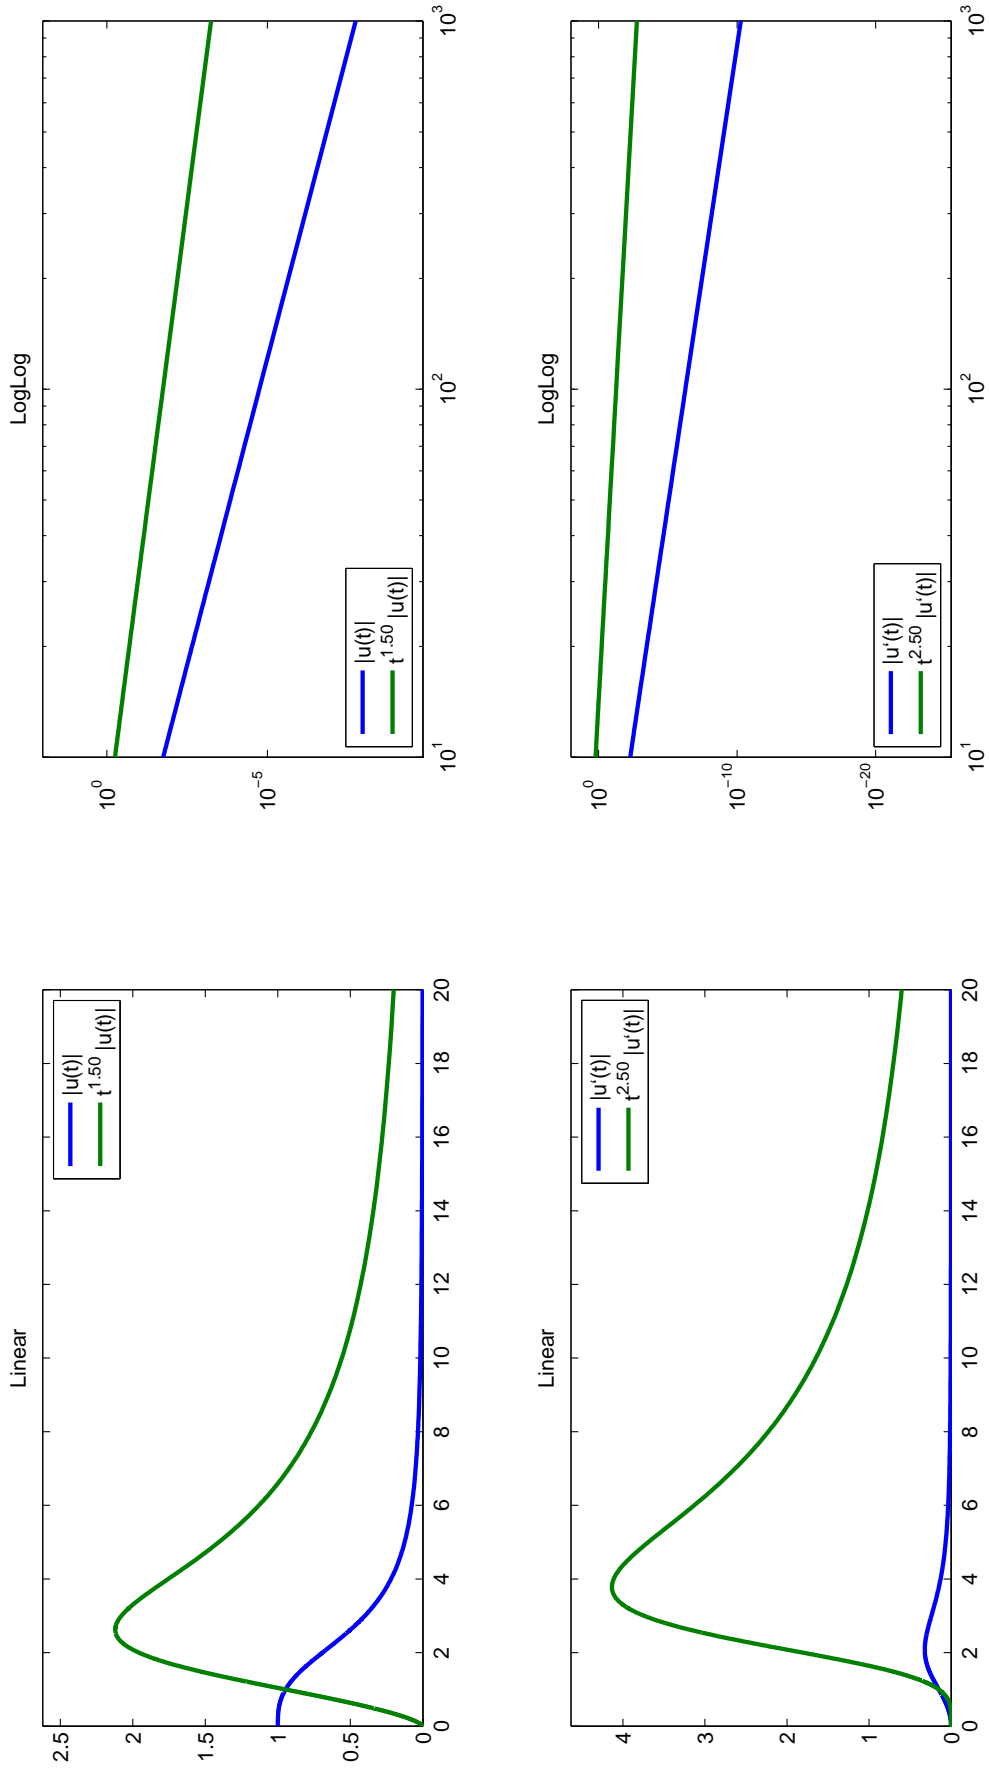 Linear
2.5
2
1.5
1
0.5
0
0 2 4 6 8 10 12 14 16 18 20
|u(t)|
t^1.50 |u(t)|
LogLog
10^0
10^−5
10^1 10^2 10^3
|u(t)|
t^1.50 |u(t)|
Linear
4
3
2
1
0
0 2 4 6 8 10 12 14 16 18 20
|u‘(t)|
t^2.50 |u‘(t)|
LogLog
10^0
10^−10
10^−20
10^1 10^2 10^3
|u‘(t)|
t^2.50 |u‘(t)|